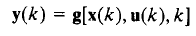 y(k) = g[x(k), u(k), k]